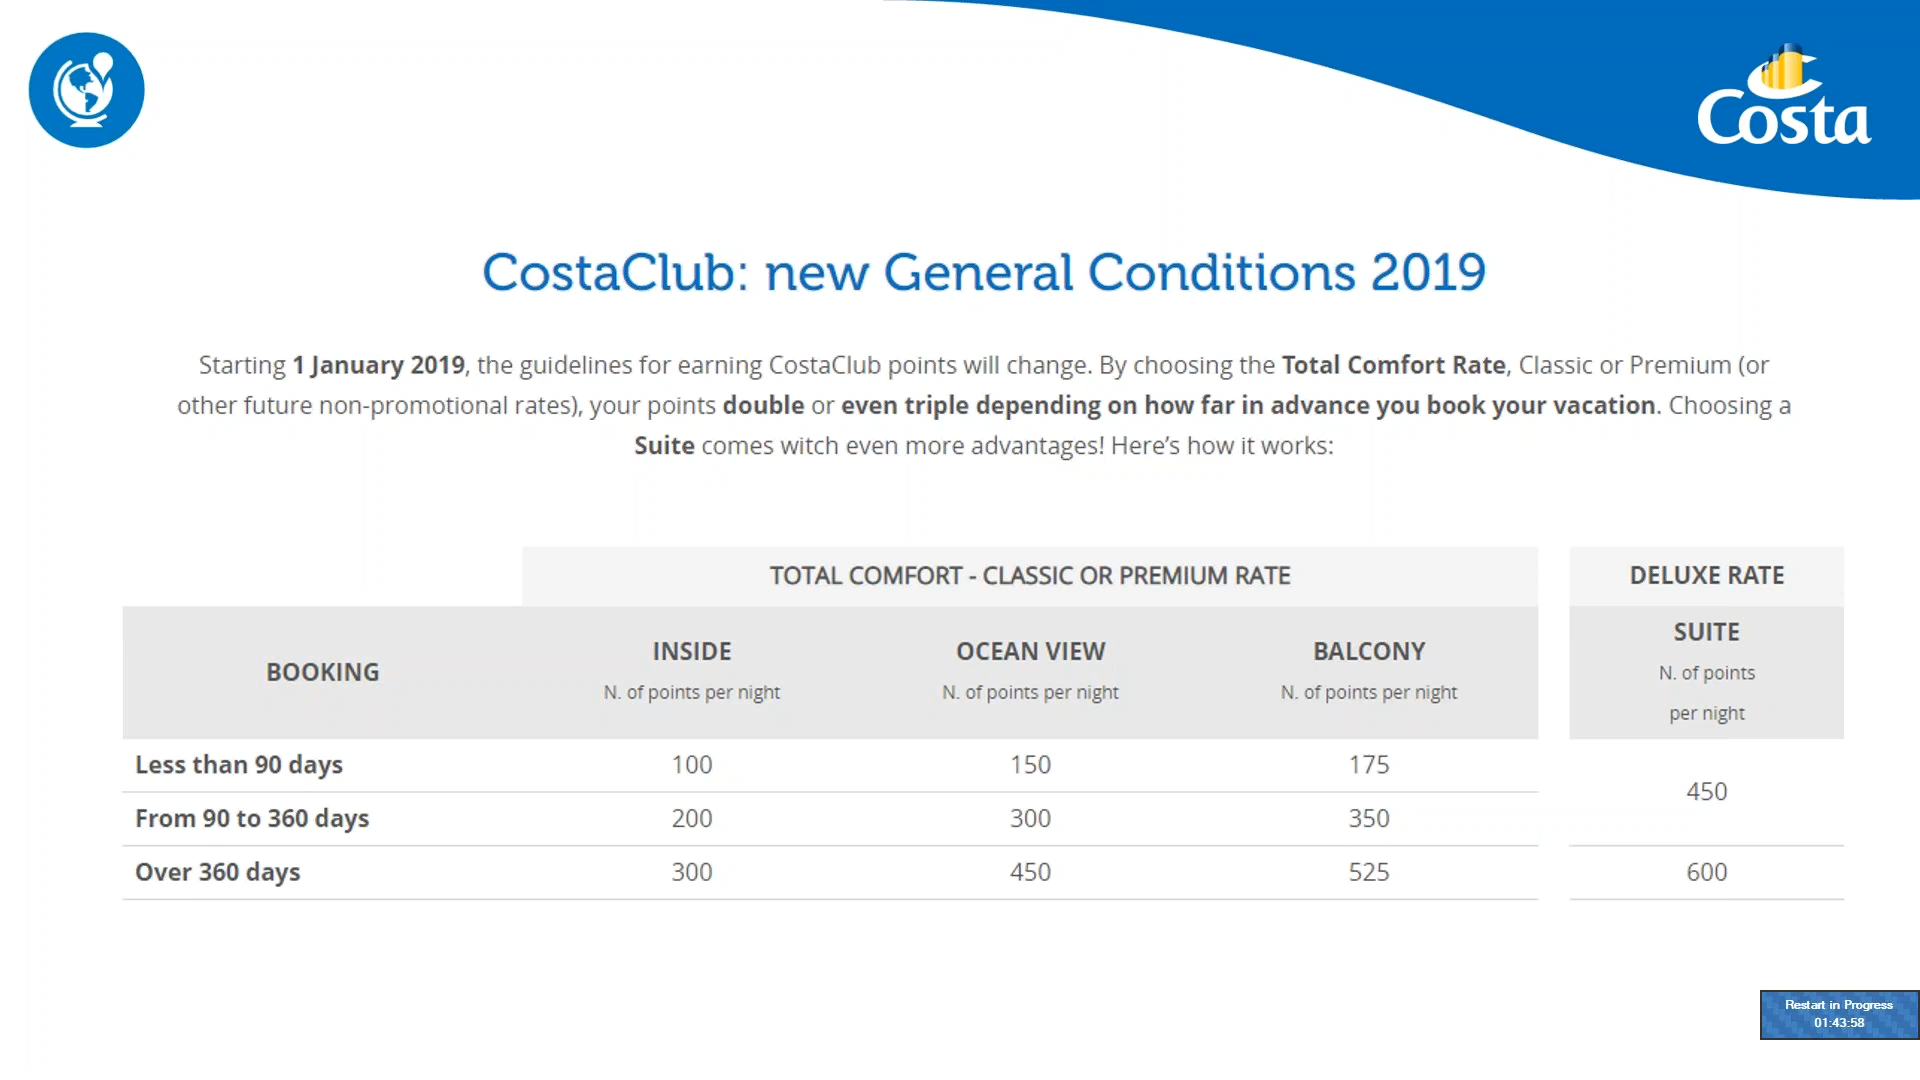 Costa
CostaClub: new General Conditions 2019
Starting 1 January 2019, the guidelines for earning CostaClub points will change. By choosing the Total Comfort Rate, Classic or Premium (or
other future non-promotional rates), your points double or even triple depending on how far in advance you book your vacation. Choosing a
Suite comes witch even more advantages! Here's how it works:
TOTAL COMFORT - CLASSIC OR PREMIUM RATE DELUXE RATE
BOOKING INSIDE OCEAN VIEW BALCONY SUITE
N. of points per night N. of points per night N. of points per night N. of points
per night
Less than 90 days 100 150 175
450
From 90 to 360 days 200 300 350
Over 360 days 300 450 525 600
Restart in Progress
01:43:58